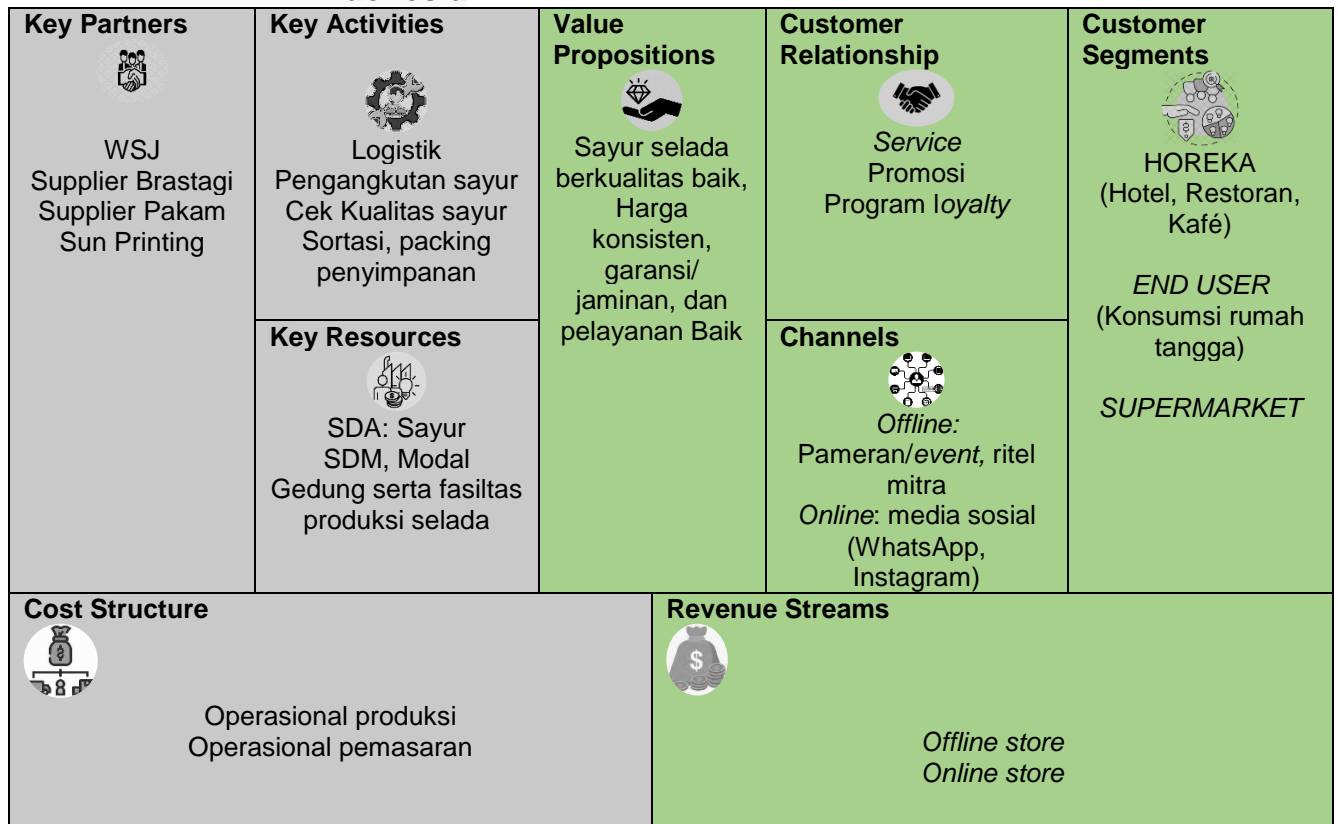 Key Partners
WSJ
Supplier Brastagi
Supplier Pakam
Sun Printing
Key Activities
Logistik
Pengangkutan sayur
Cek Kualitas sayur
Sortasi, packing
penyimpanan
Key Resources
SDA: Sayur
SDM, Modal
Gedung serta fasiltas
produksi selada
Value
Propositions
Sayur selada
berkualitas baik,
Harga
konsisten,
garansi/
jaminan, dan
pelayanan Baik
Customer
Relationship
Service
Promosi
Program loyalty
Channels
Offline:
Pameran/event, ritel
mitra
Online: media sosial
(WhatsApp,
Instagram)
Customer
Segments
HOREKA
(Hotel, Restoran,
Kafé)
END USER
(Konsumsi rumah
tangga)
SUPERMARKET
Cost Structure
Operasional produksi
Operasional pemasaran
Revenue Streams
$
Offline store
Online store